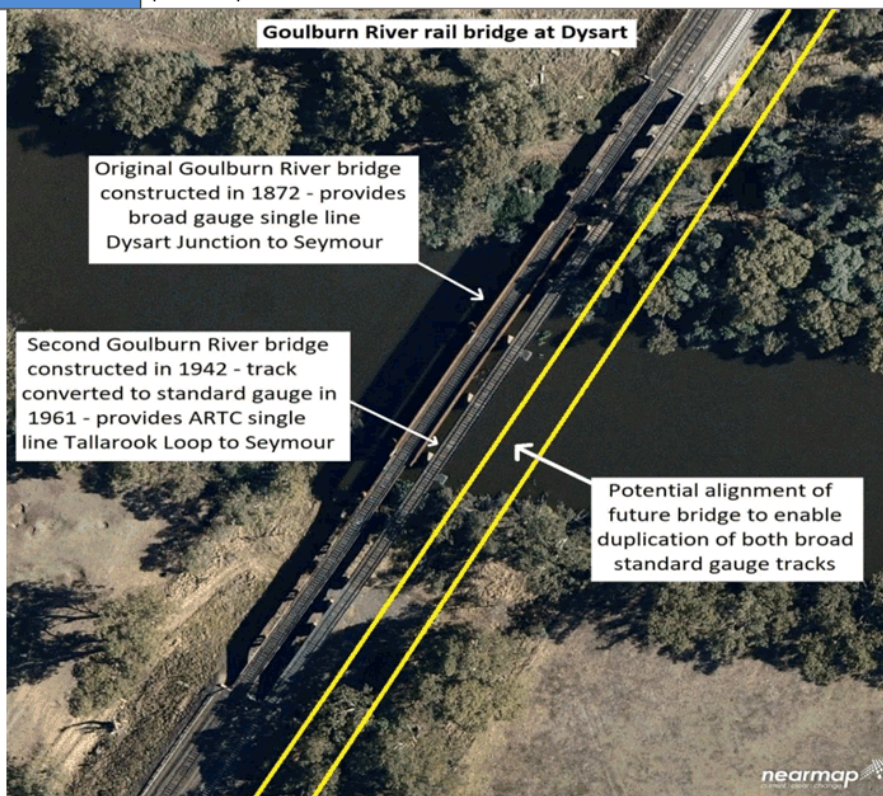 Goulburn River rail bridge at Dysart
Original Goulburn River bridge
constructed in 1872 - provides
broad gauge single line
Dysart Junction to Seymour
Second Goulburn River bridge
constructed in 1942 - track
converted to standard gauge in
1961 - provides ARTC single
line Tallarook Loop to Seymour
Potential alignment of
future bridge to enable
duplication of both broad
standard gauge tracks
nearmap